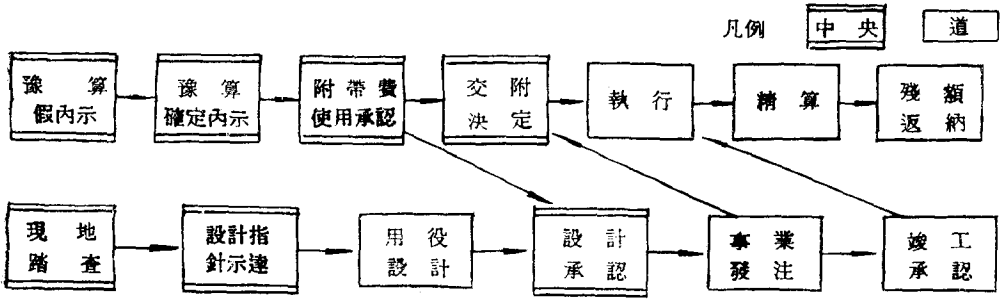 凡例 中央 道
豫算 豫算 附帶費 交附 執行 精算 殘額
假內示 確定內示 使用承認 決定 返納
現地 設計指 用役 設計 事業 竣工
踏査 針示達 設計 承認 發注 承認